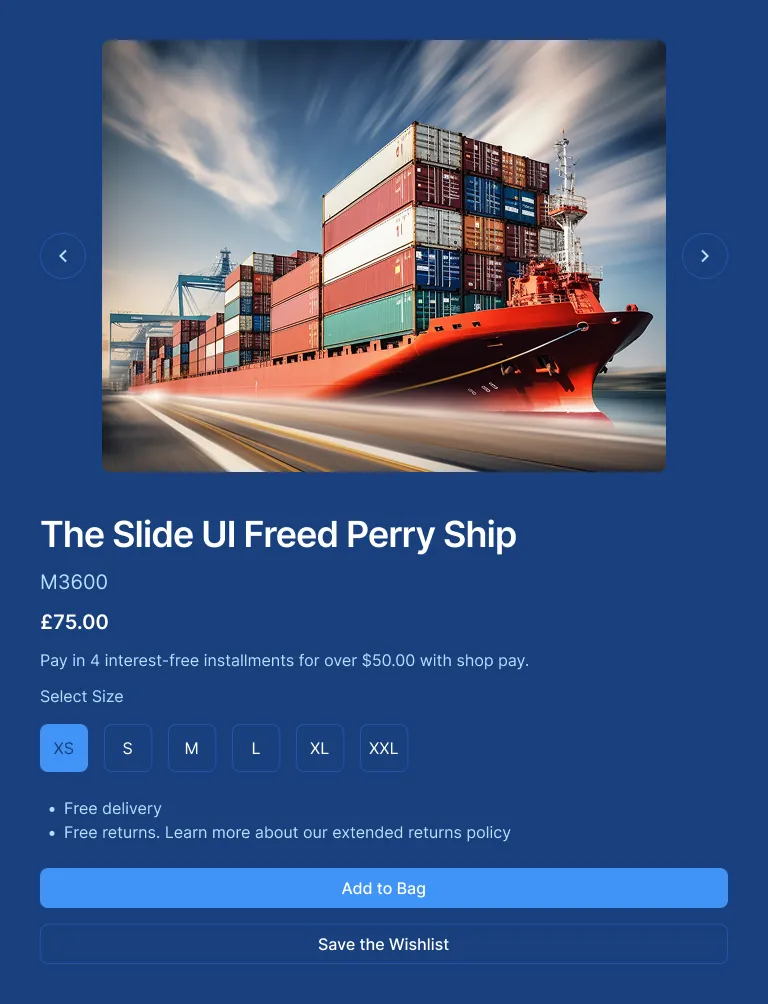 The Slide UI Freed Perry Ship
M3600
£75.00
Pay in 4 interest-free installments for over $50.00 with shop pay.
Select Size
XS S M L XL XXL
• Free delivery
• Free returns. Learn more about our extended returns policy
Add to Bag
Save the Wishlist